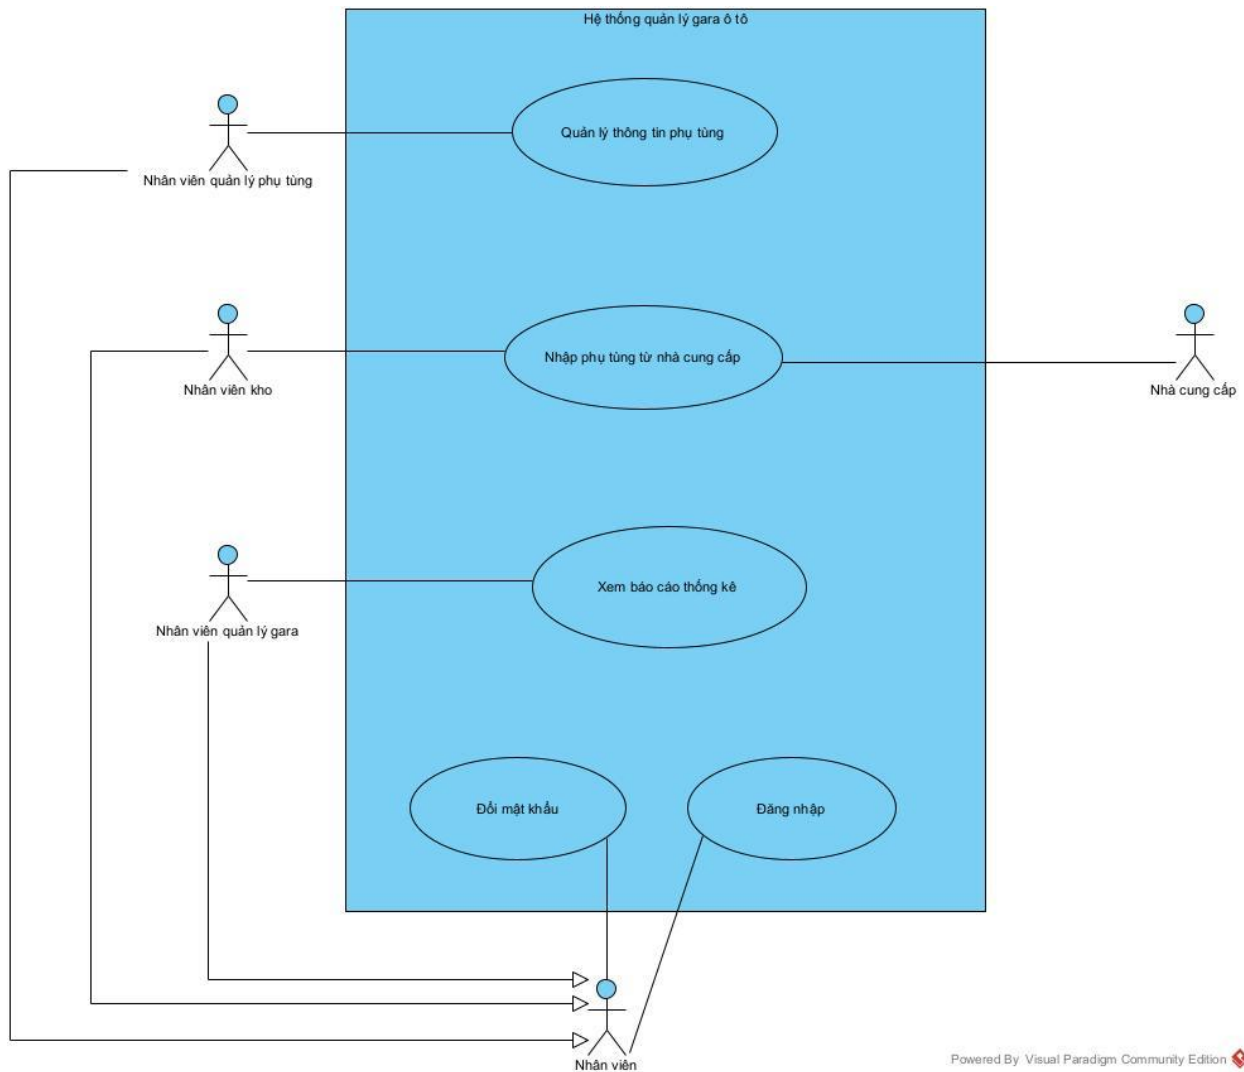 Hệ thống quản lý gara ô tô
Quản lý thông tin phụ tùng
Nhân viên quản lý phụ tùng
Nhập phụ tùng từ nhà cung cấp
Nhân viên kho
Nhà cung cấp
Xem báo cáo thống kê
Nhân viên quản lý gara
Đổi mật khẩu
Đăng nhập
Nhân viên
Powered By Visual Paradigm Community Edition